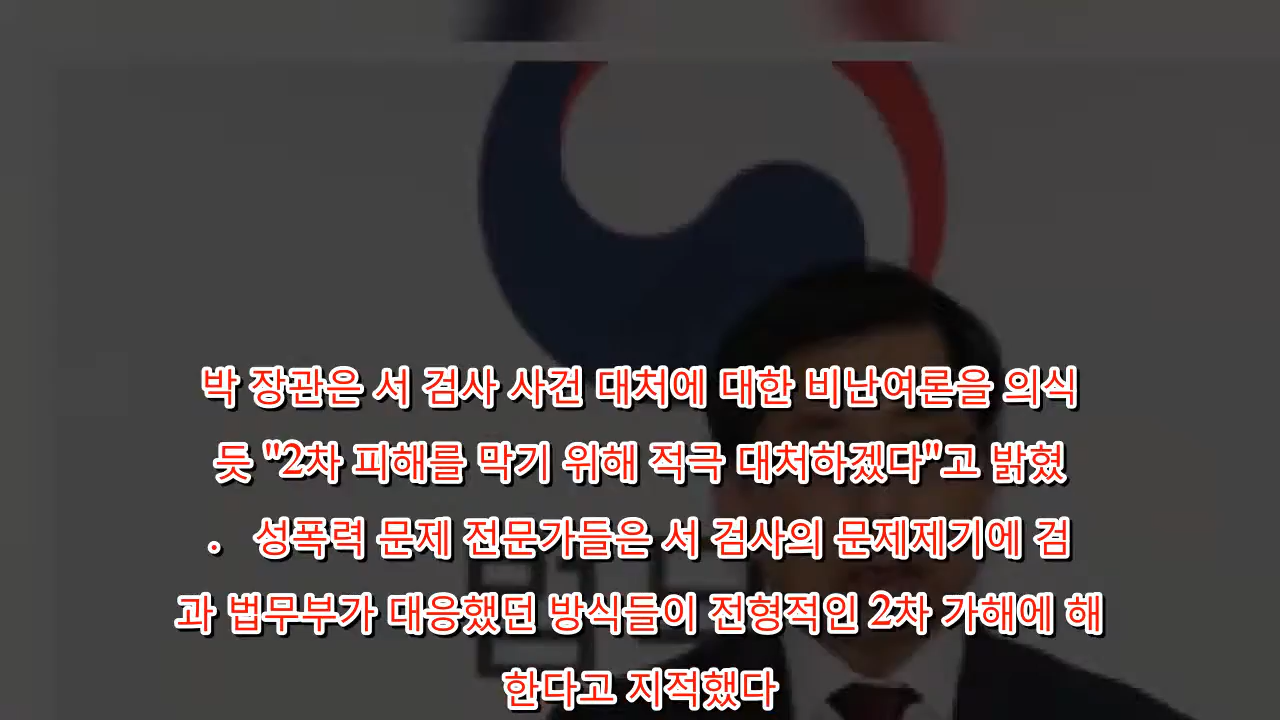 박 장관은 서 검사 사건 대처에 대한 비난여론을 의식
듯 "2차 피해를 막기 위해 적극 대처하겠다"고 밝혔
. 성폭력 문제 전문가들은 서 검사의 문제제기에 검
과 법무부가 대응했던 방식들이 전형적인 2차 가해에 해
한다고 지적했다